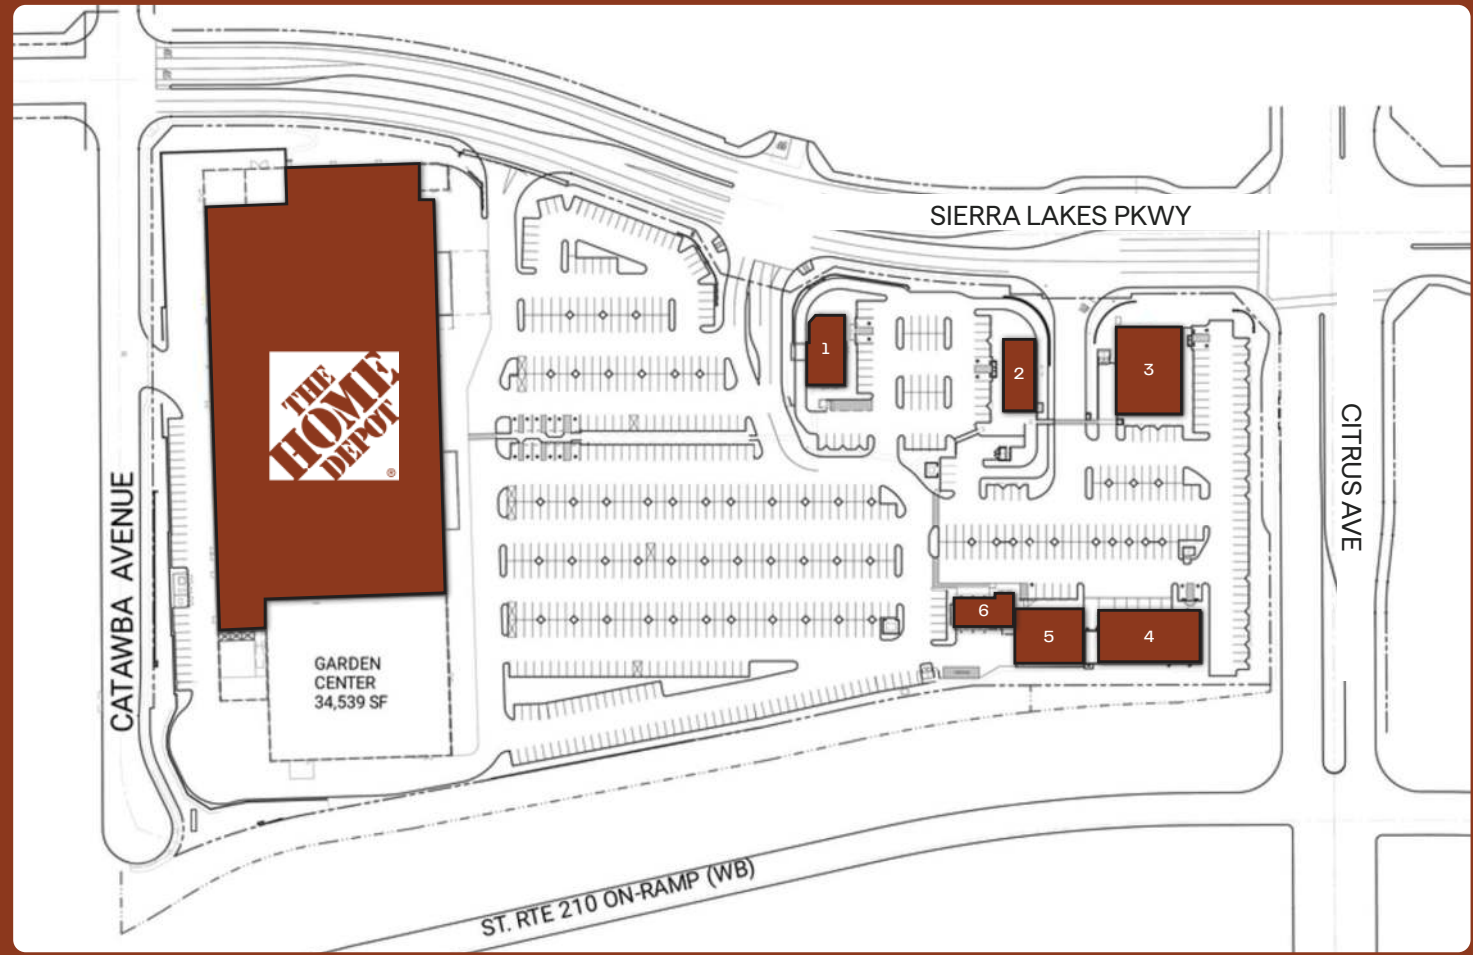 SIERRA LAKES PKWY
1
2
3
THE
HOME
DEPOT
®
CITRUS AVE
CATAWBA AVENUE
6
5
4
GARDEN
CENTER
34,539 SF
ST. RTE 210 ON-RAMP (WB)